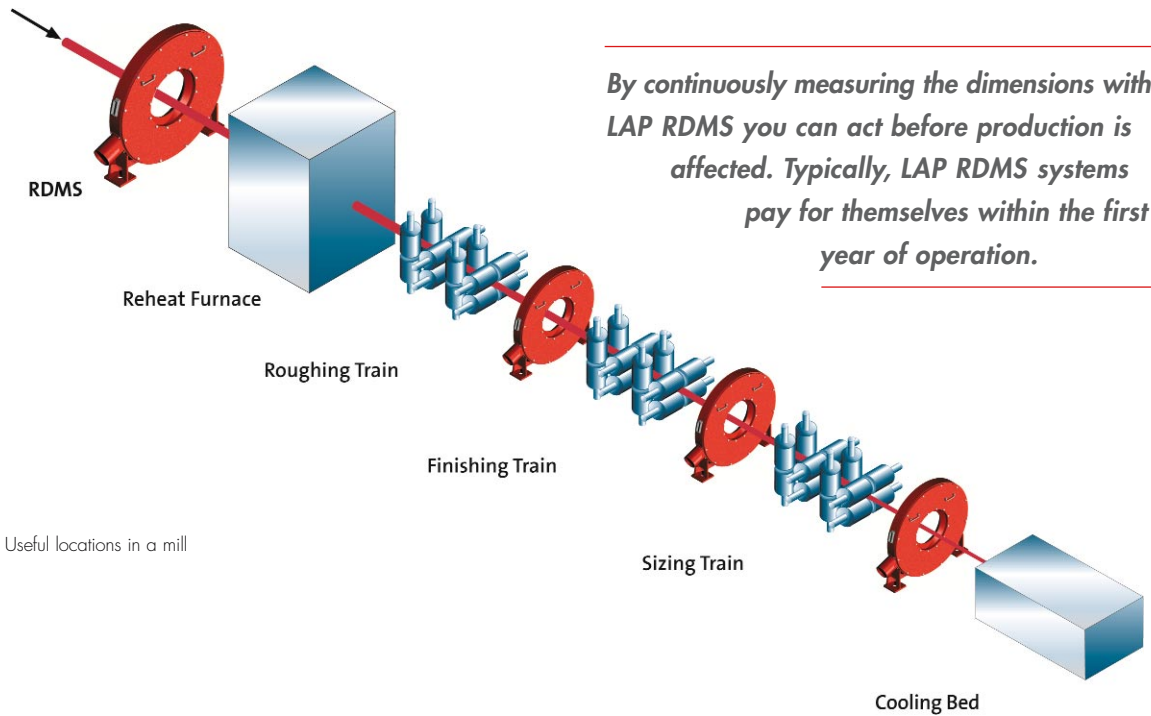 By continuously measuring the dimensions with
LAP RDMS you can act before production is
affected. Typically, LAP RDMS systems
pay for themselves within the first
year of operation.
RDMS
Reheat Furnace
Roughing Train
Finishing Train
Useful locations in a mill
Sizing Train
Cooling Bed